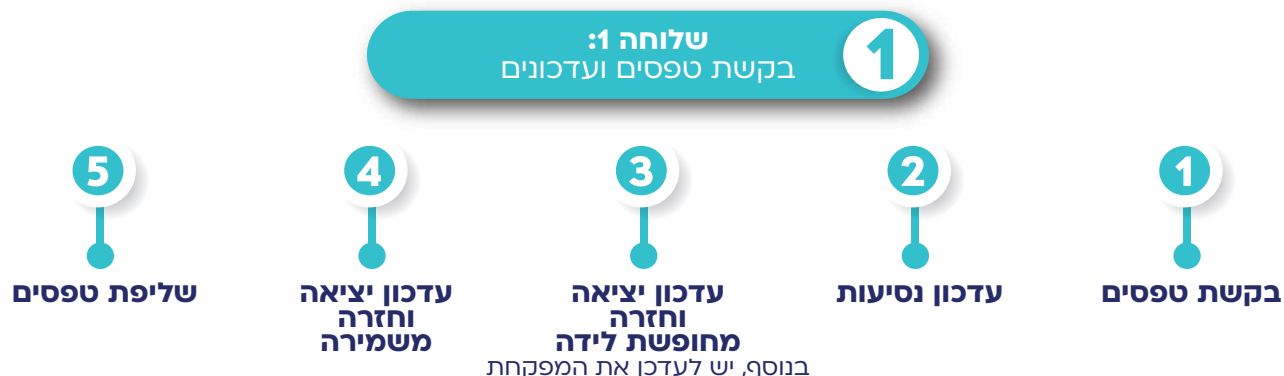 1
שלוחה 1:
בקשת טפסים ועדכונים
1
בקשת טפסים
2
עדכון נסיעות
3
עדכון יציאה
וחזרה
מחופשת לידה
בנוסף, יש לעדכן את המפקחת
4
עדכון יציאה
וחזרה
משמירה
5
שליפת טפסים